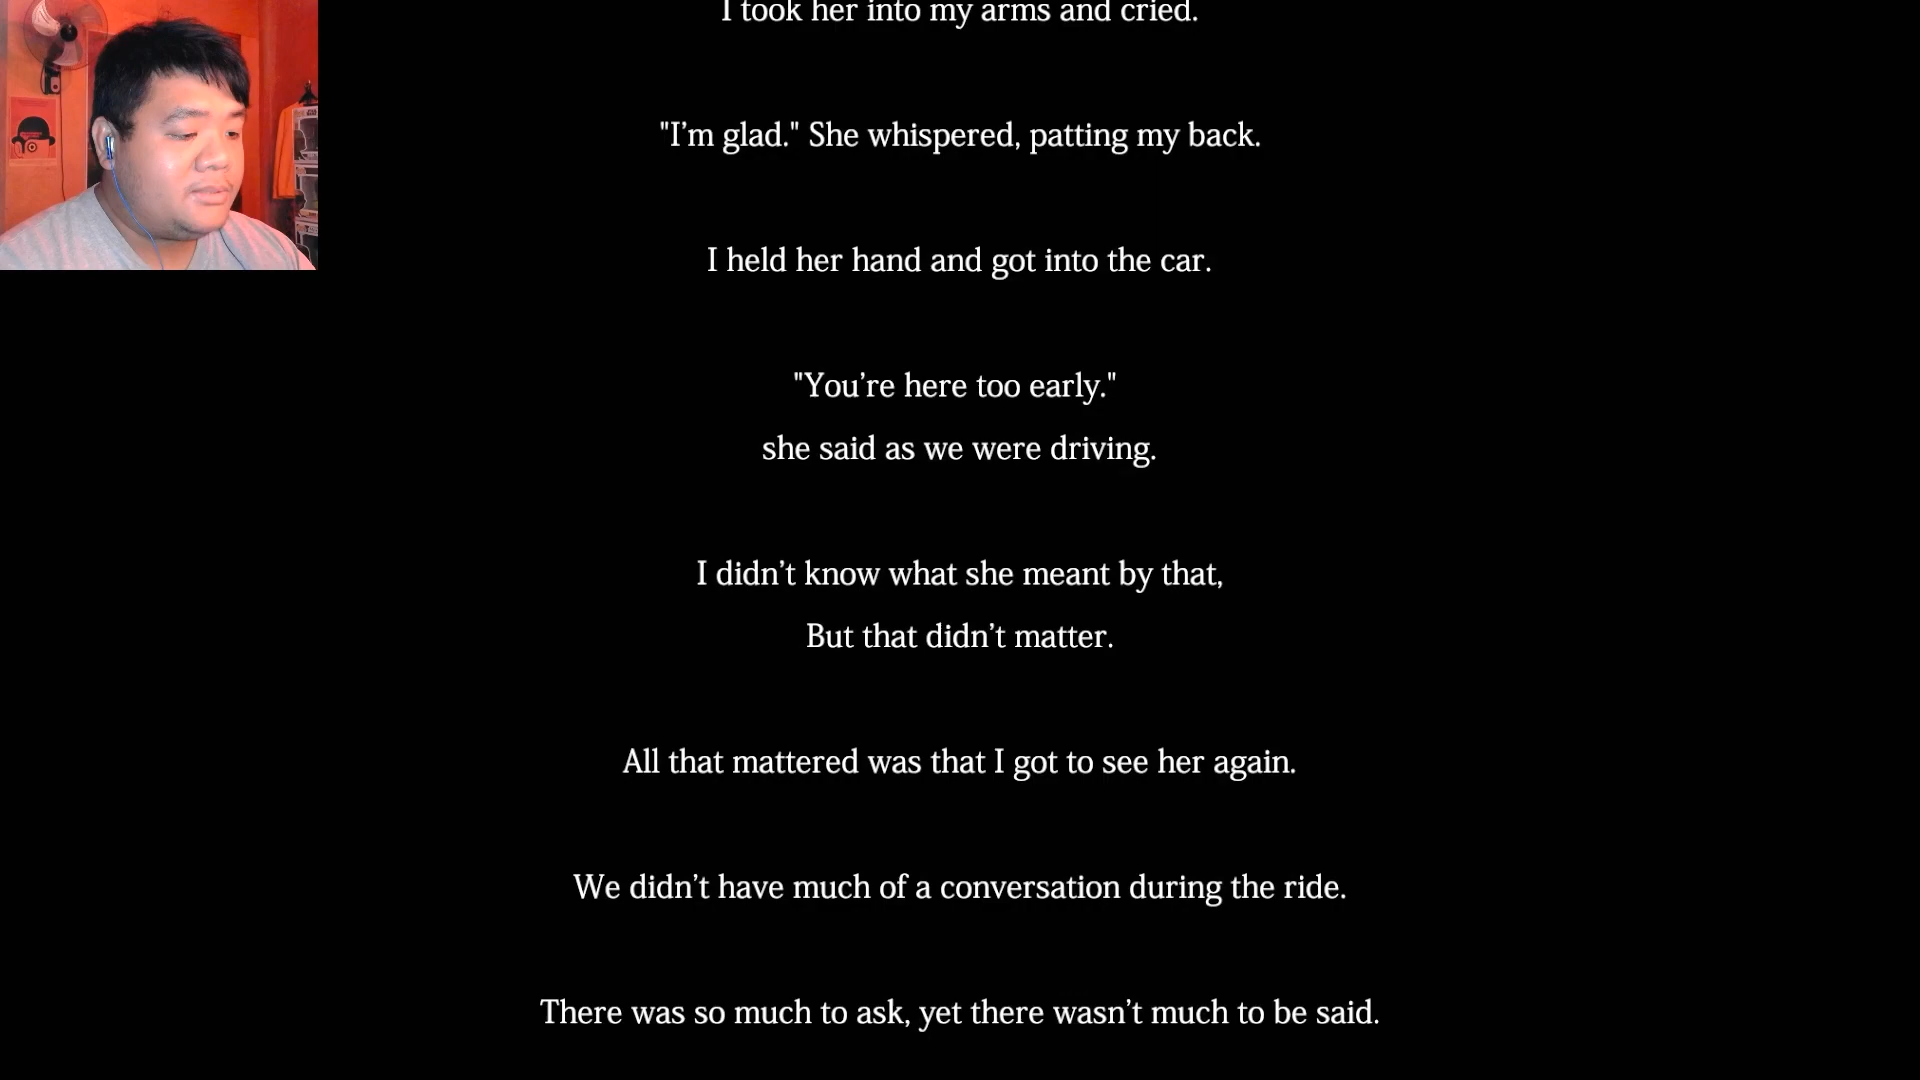 I took her into my arms and cried.
"I’m glad." She whispered, patting my back.
I held her hand and got into the car.
"You’re here too early."
she said as we were driving.
I didn’t know what she meant by that,
But that didn’t matter.
All that mattered was that I got to see her again.
We didn’t have much of a conversation during the ride.
There was so much to ask, yet there wasn’t much to be said.